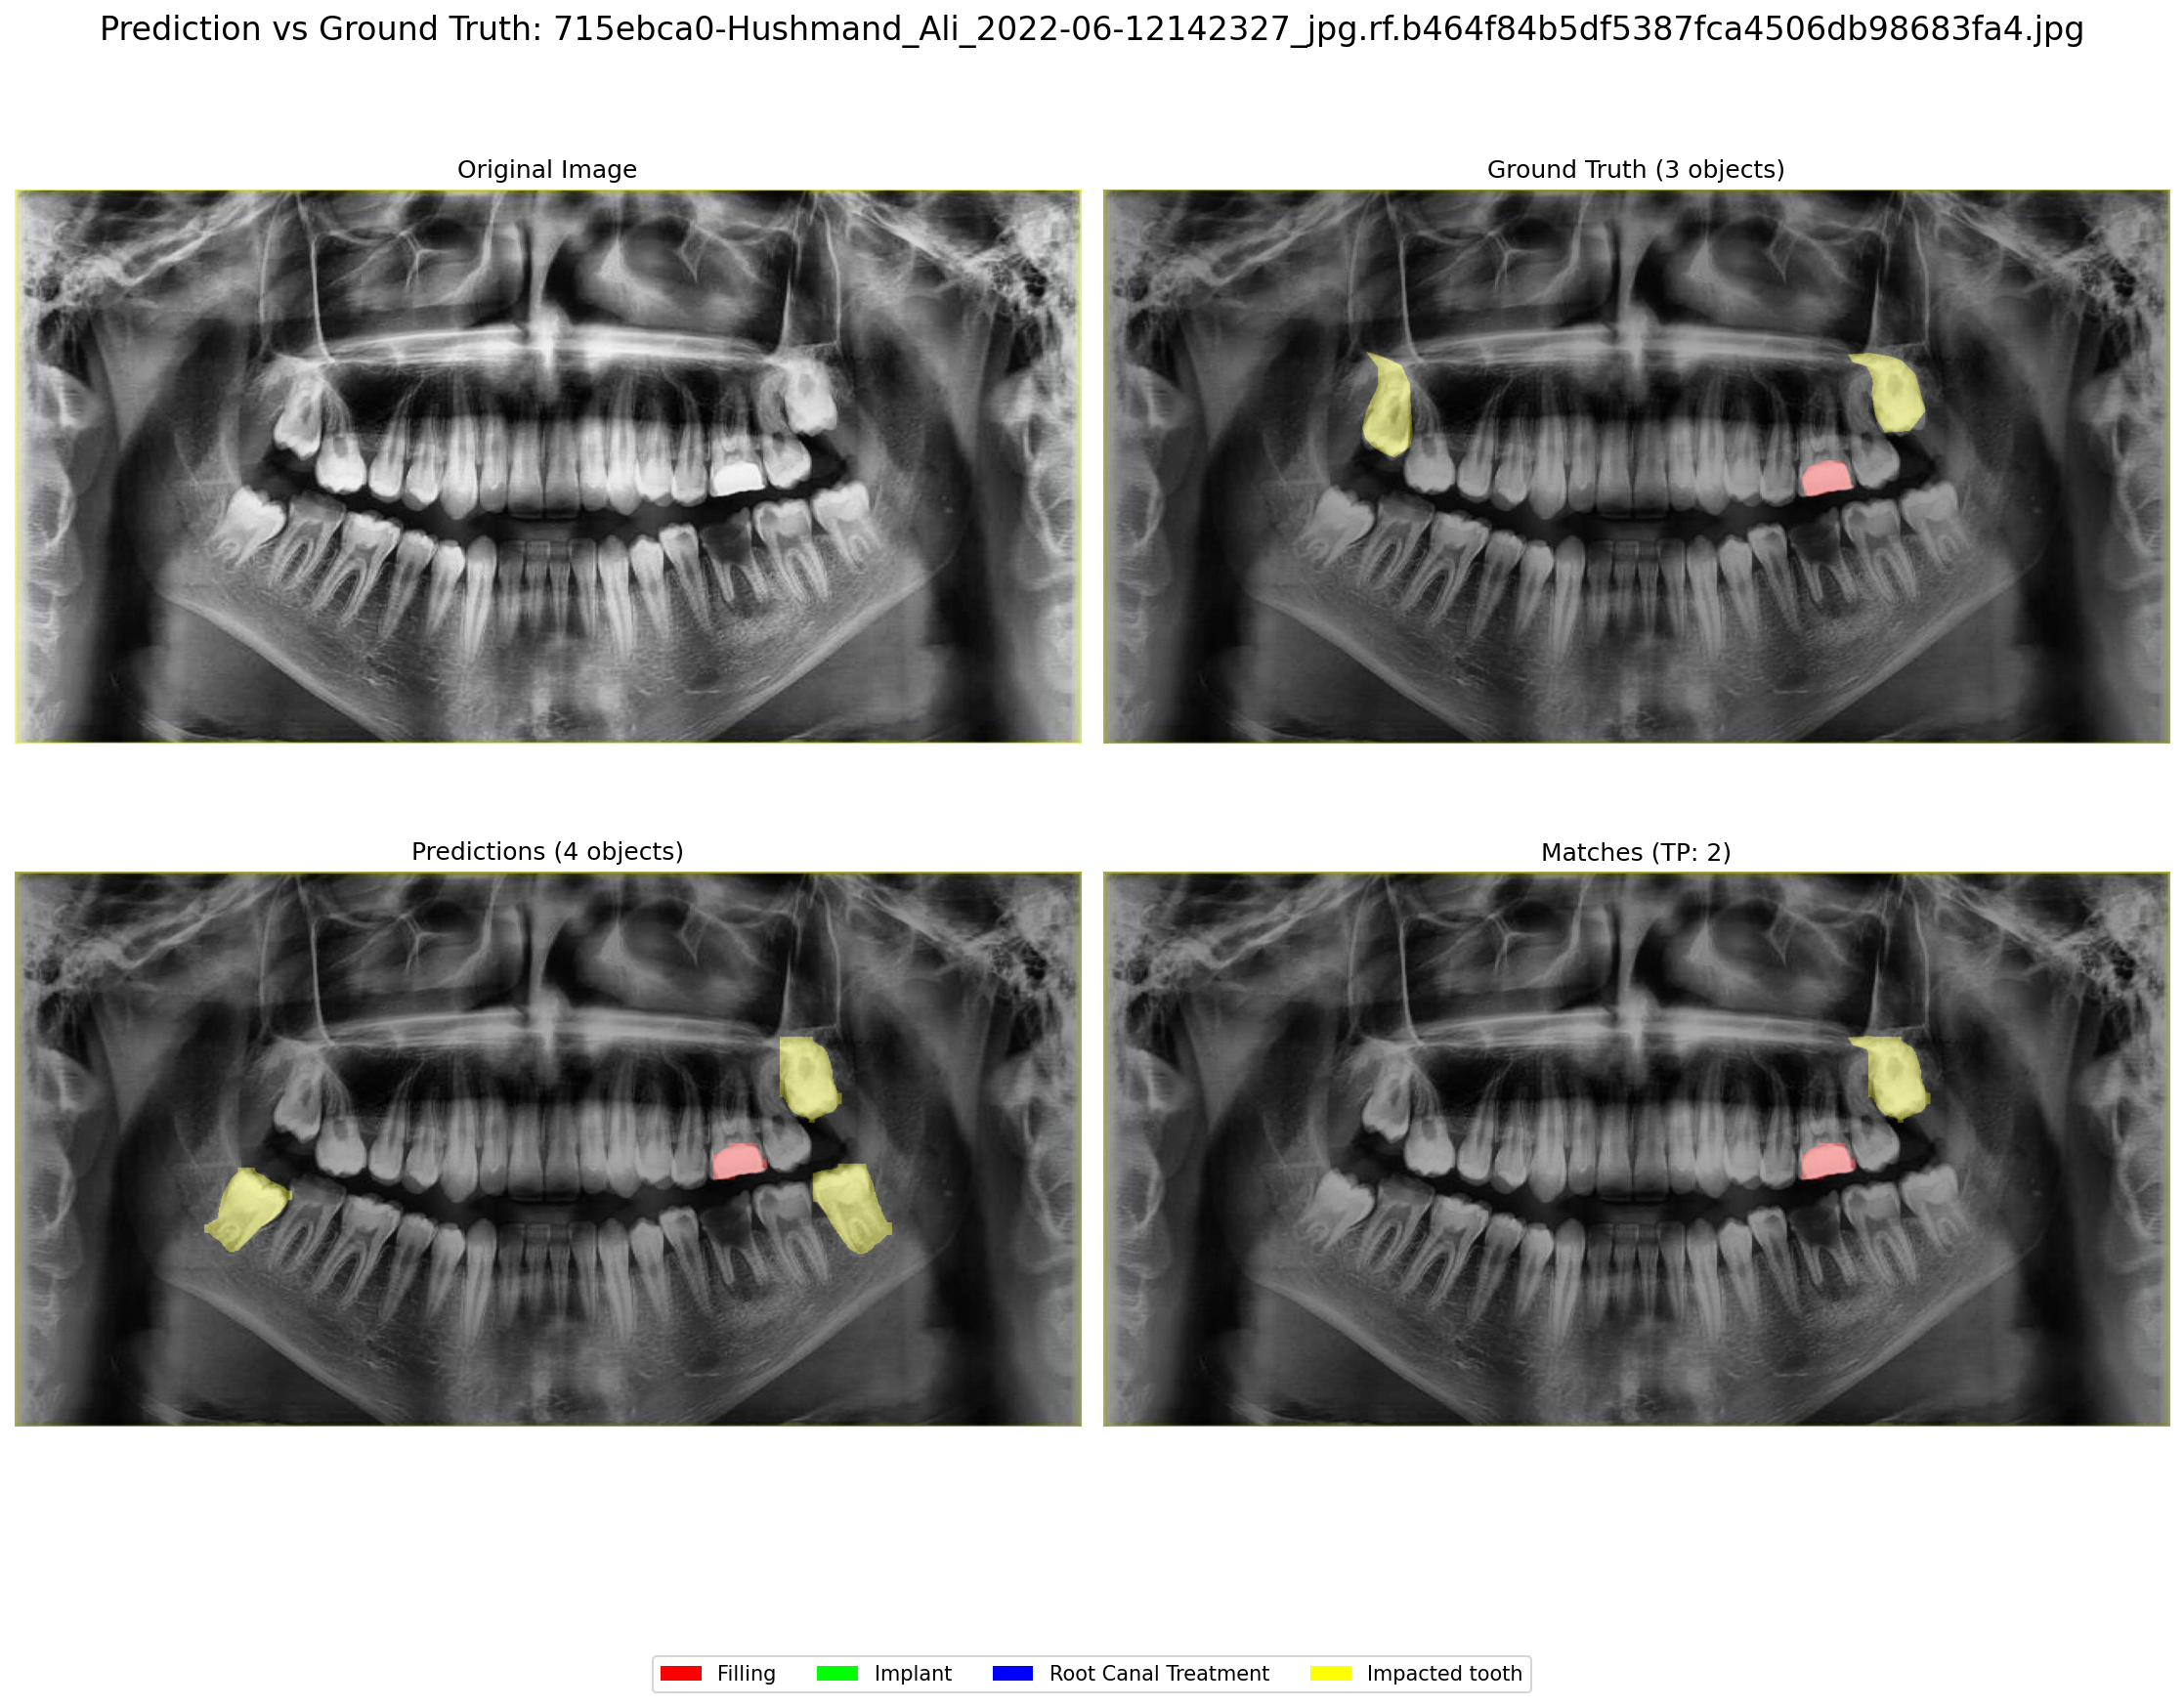 Prediction vs Ground Truth: 715ebca0-Hushmand_Ali_2022-06-12142327_jpg.rf.b464f84b5df5387fca4506db98683fa4.jpg
Original Image
Ground Truth (3 objects)
Predictions (4 objects)
Matches (TP: 2)
Filling
Implant
Root Canal Treatment
Impacted tooth